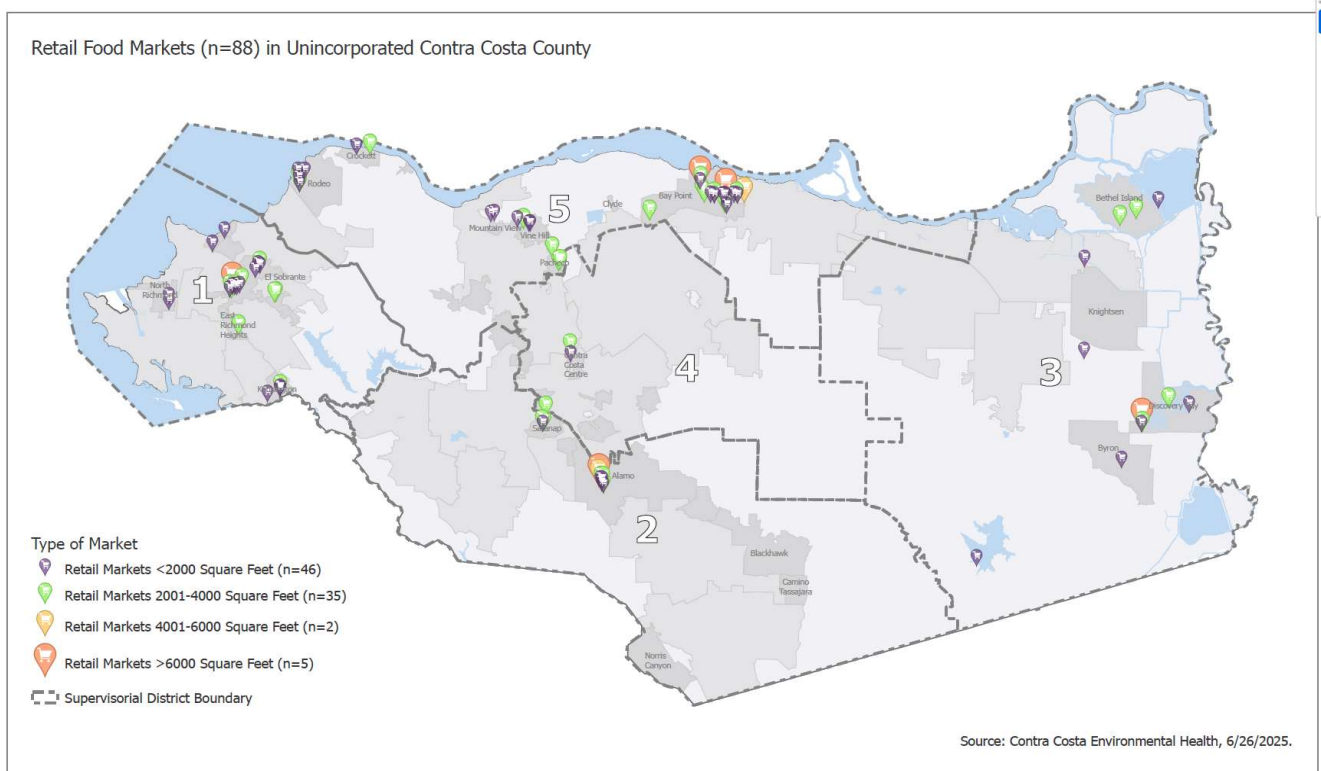 Retail Food Markets (n=88) in Unincorporated Contra Costa County
Crockett
Rodeo
Bay Point
Clyde
Mountain View
5
Vine Hill
Pacheco
Bethel Island
El Sobrante
North
Richmond
1
East
Richmond
Heights
Knightsen
Contra
Costa
Centre
4
3
Discovery Bay
Saranap
Byron
Alamo
2
Blackhawk
Camino
Tassajara
Norris
Canyon
Type of Market
Retail Markets <2000 Square Feet (n=46)
Retail Markets 2001-4000 Square Feet (n=35)
Retail Markets 4001-6000 Square Feet (n=2)
Retail Markets >6000 Square Feet (n=5)
Supervisorial District Boundary
Source: Contra Costa Environmental Health, 6/26/2025.